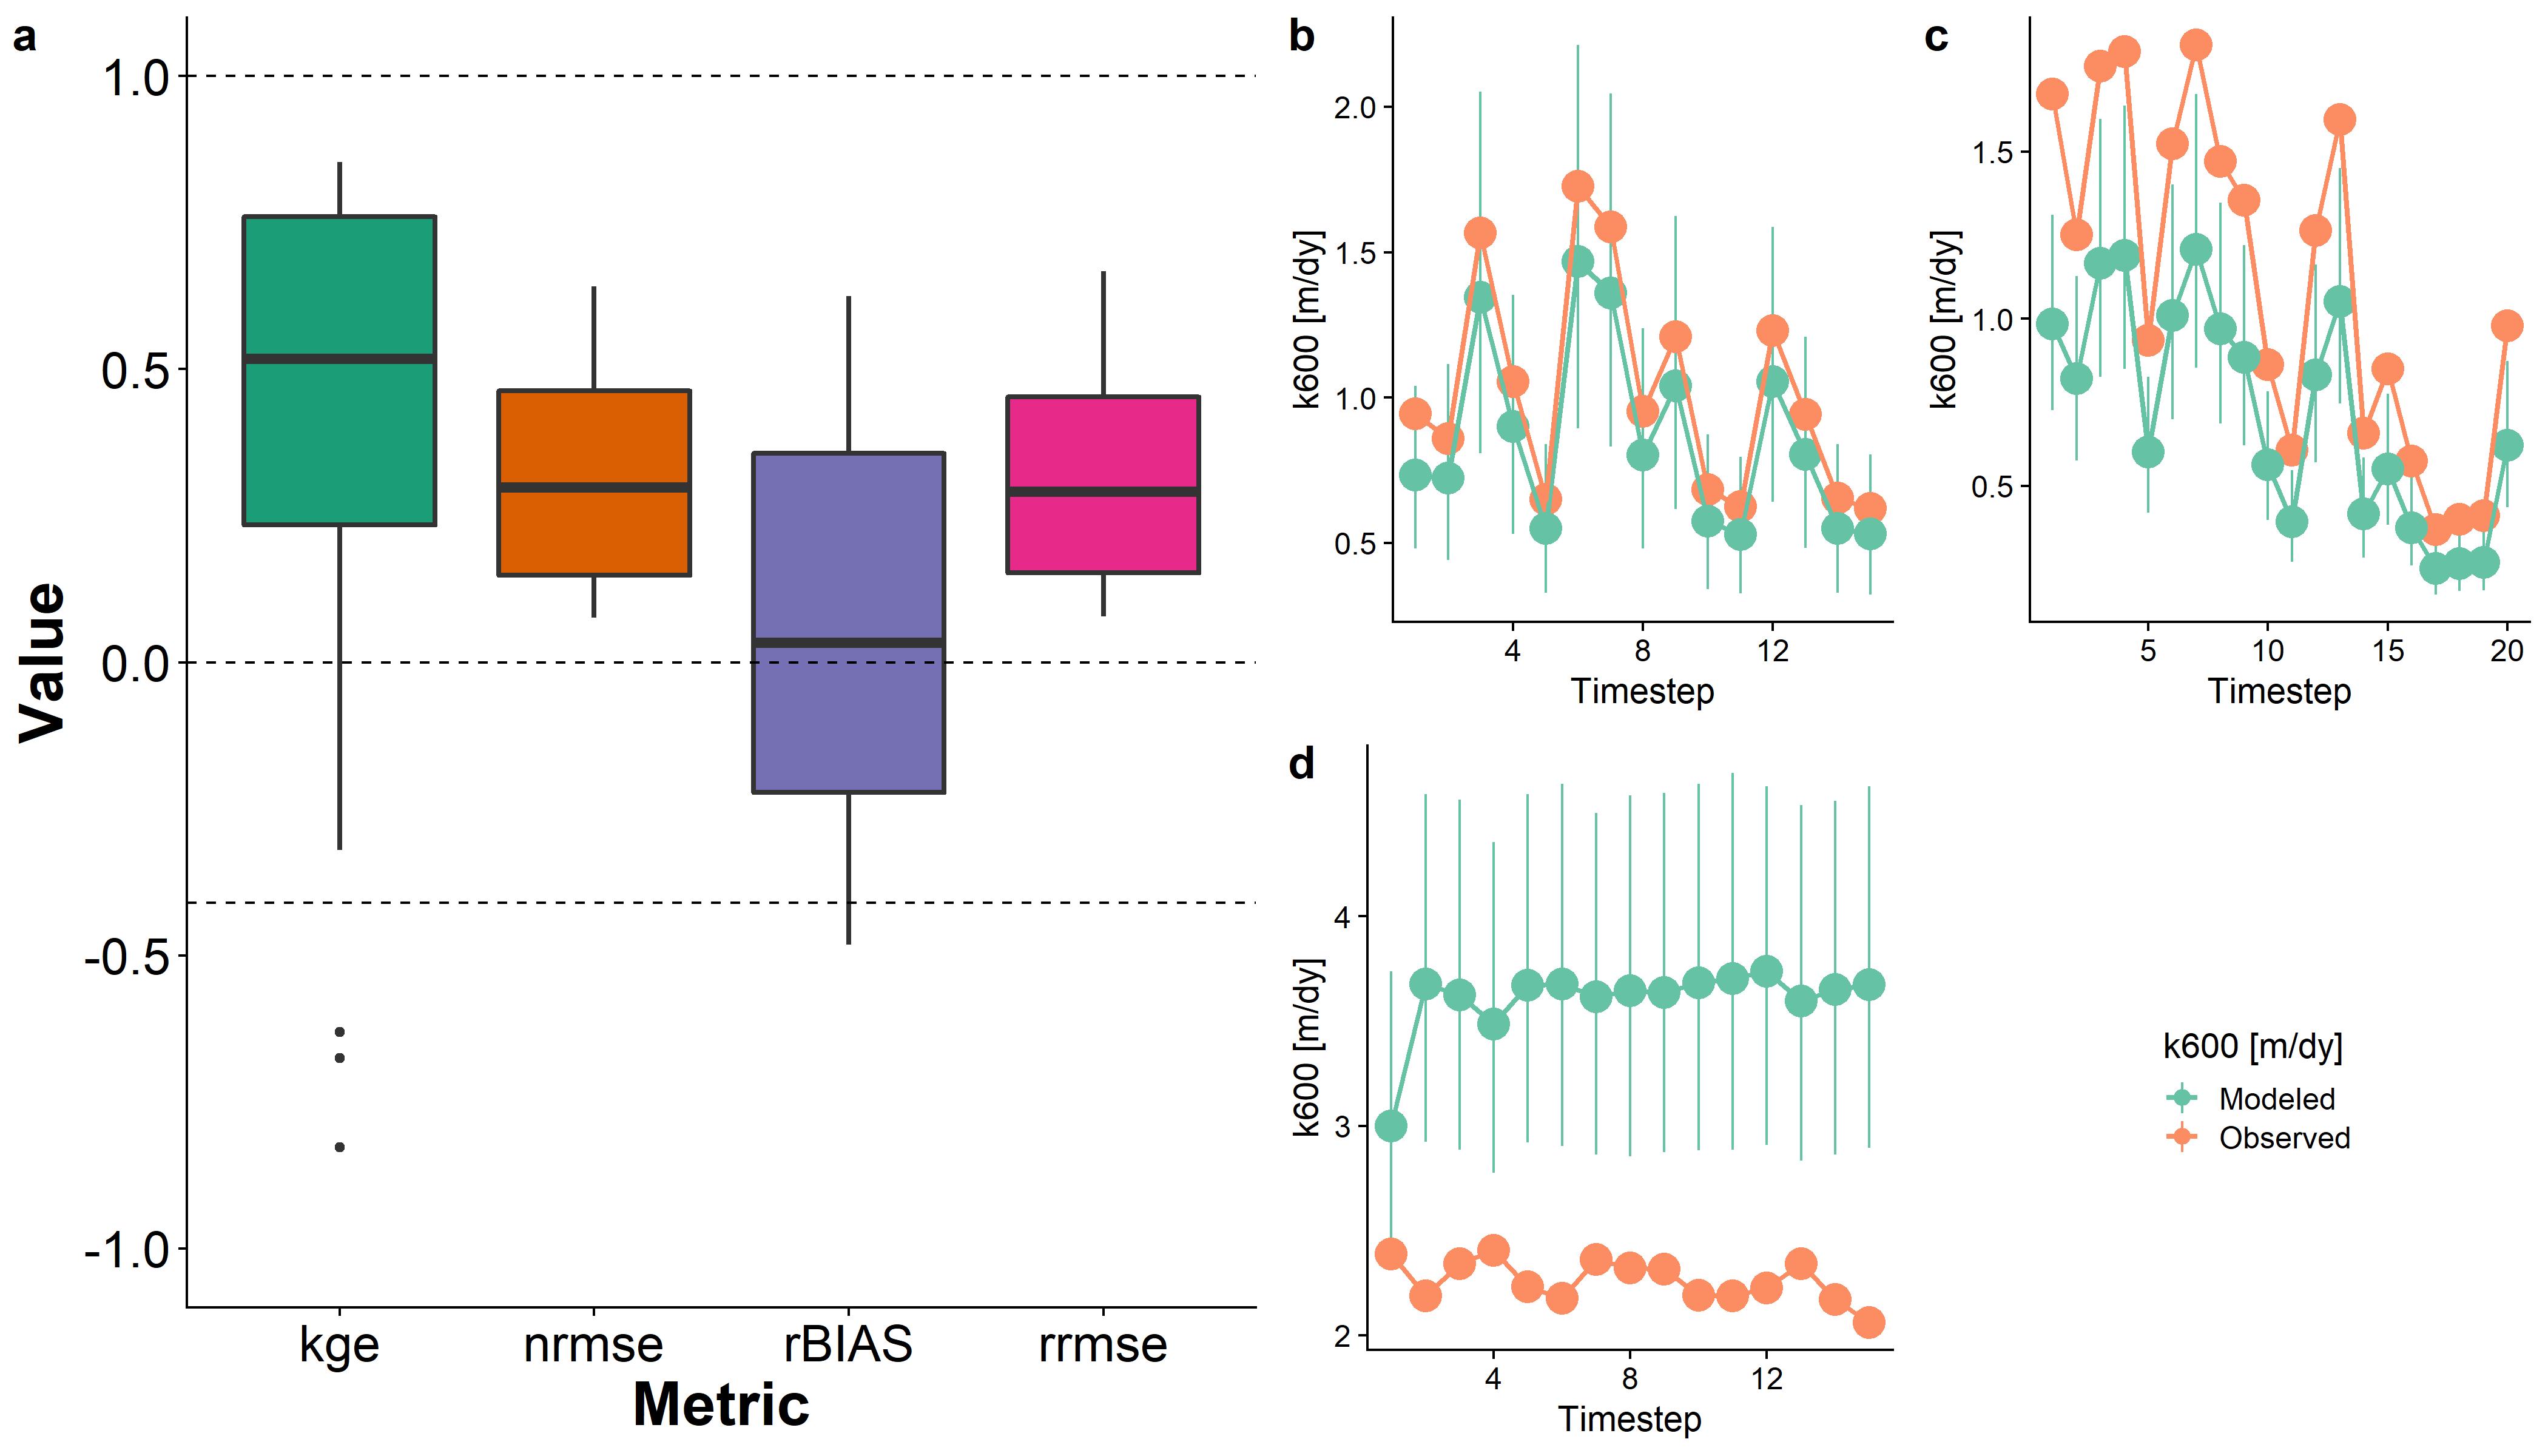 a
1.0
0.5
0.0
-0.5
-1.0
Value
kge nrmse rBIAS rrmse
Metric
b
2.0
1.5
1.0
0.5
k600 [m/dy]
4 8 12
Timestep
c
1.5
1.0
0.5
k600 [m/dy]
5 10 15 20
Timestep
d
4
3
2
k600 [m/dy]
4 8 12
Timestep
k600 [m/dy]
Modeled
Observed